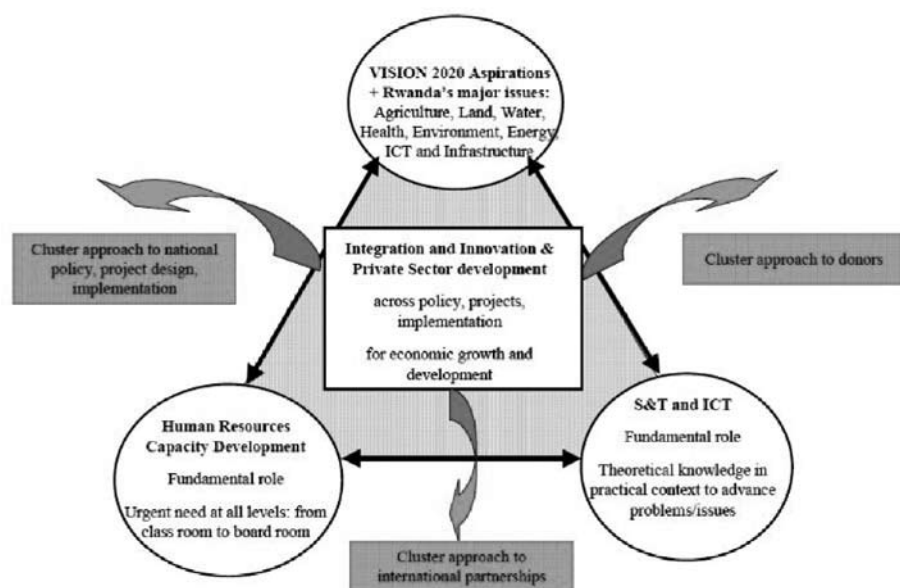 VISION 2020 Aspirations
+ Rwanda's major issues:
Agriculture, Land, Water,
Health, Environment, Energy,
ICT and Infrastructure
Cluster approach to national
policy, project design,
implementation
Integration and Innovation &
Private Sector development
across policy, projects,
implementation
for economic growth and
development
Cluster approach to donors
Human Resources
Capacity Development
Fundamental role
Urgent need at all levels: from
class room to board room
S&T and ICT
Fundamental role
Theoretical knowledge in
practical context to advance
problems/issues
Cluster approach to
international partnerships